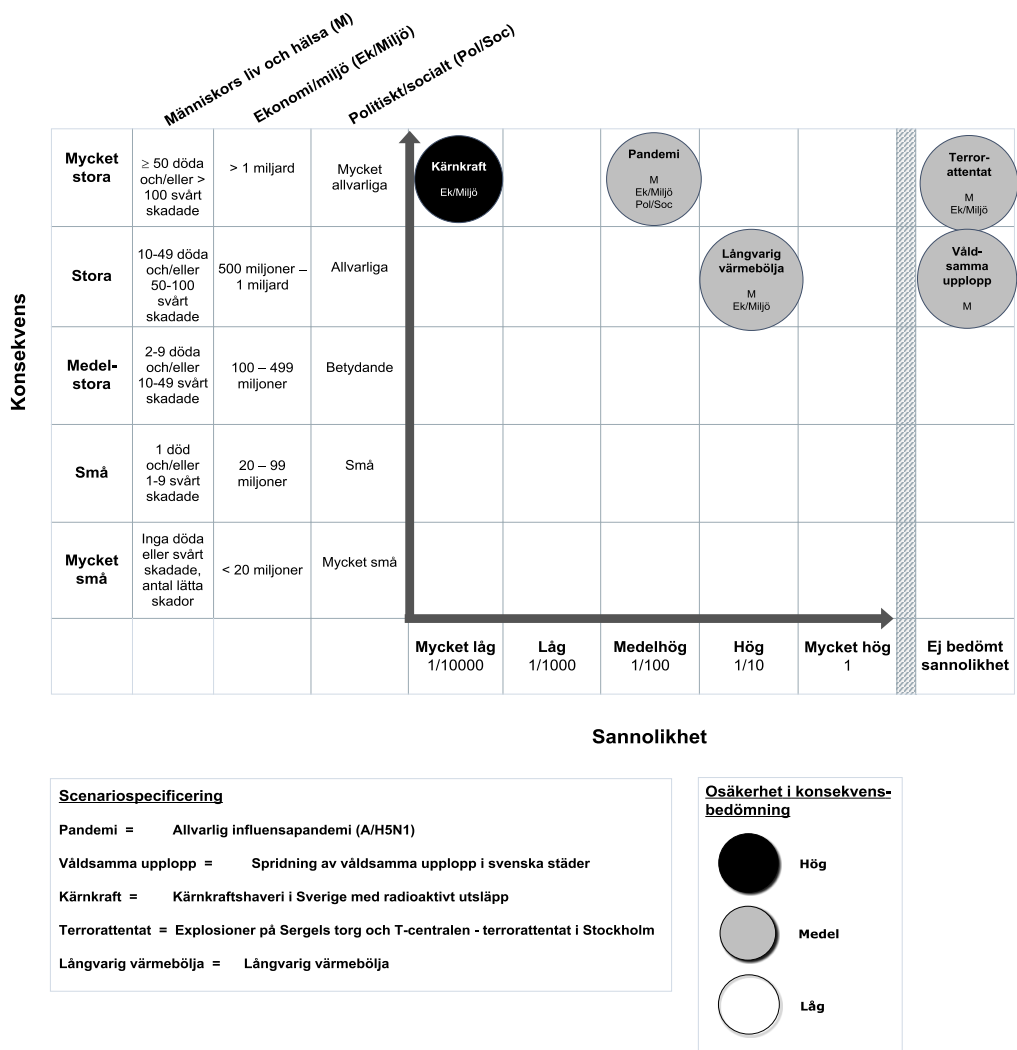 Människors liv och hälsa (M)
Ekonomi/miljö (Ek/Miljö)
Politiskt/socialt (Pol/Soc)
Konsekvens
Mycket
stora
≥ 50 döda
och/eller >
100 svårt
skadade
> 1 miljard
Mycket
allvarliga
Kärnkraft
Ek/Miljö
Pandemi
M
Ek/Miljö
Pol/Soc
Terror-
attentat
M
Ek/Miljö
Stora
10-49 döda
och/eller
50-100
svårt
skadade
500 miljoner –
1 miljard
Allvarliga
Långvarig
värmebölja
M
Ek/Miljö
Våld-
samma
upplopp
M
Medel-
stora
2-9 döda
och/eller
10-49 svårt
skadade
100 – 499
miljoner
Betydande
Små
1 död
och/eller
1-9 svårt
skadade
20 – 99
miljoner
Små
Mycket
små
Inga döda
eller svårt
skadade,
antal lätta
skador
< 20 miljoner
Mycket små
Mycket låg
1/10000
Låg
1/1000
Medelhög
1/100
Hög
1/10
Mycket hög
1
Ej bedömt
sannolikhet
Sannolikhet
Scenariospecificering
Pandemi = Allvarlig influensapandemi (A/H5N1)
Våldsamma upplopp = Spridning av våldsamma upplopp i svenska städer
Kärnkraft = Kärnkraftshaveri i Sverige med radioaktivt utsläpp
Terrorattentat = Explosioner på Sergels torg och T-centralen - terrorattentat i Stockholm
Långvarig värmebölja = Långvarig värmebölja
Osäkerhet i konsekvens-
bedömning
Hög
Medel
Låg